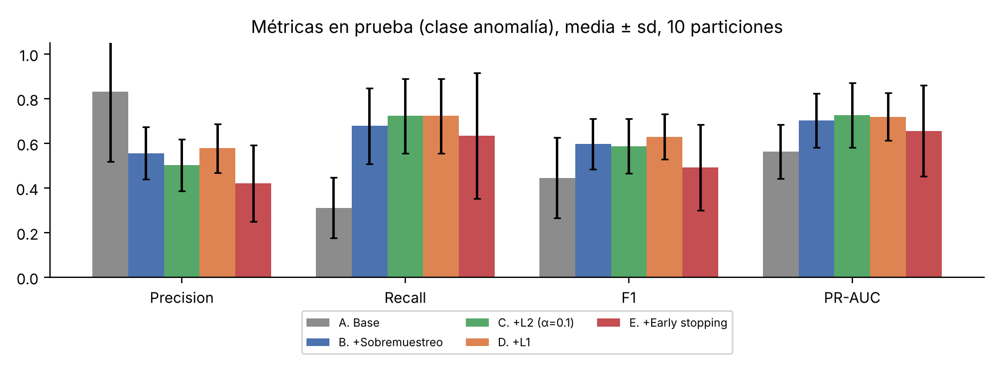 Métricas en prueba (clase anomalía), media ± sd, 10 particiones
1.0
0.8
0.6
0.4
0.2
0.0
Precision Recall F1 PR-AUC
A. Base C. +L2 (α=0.1) E. +Early stopping
B. +Sobremuestreo D. +L1